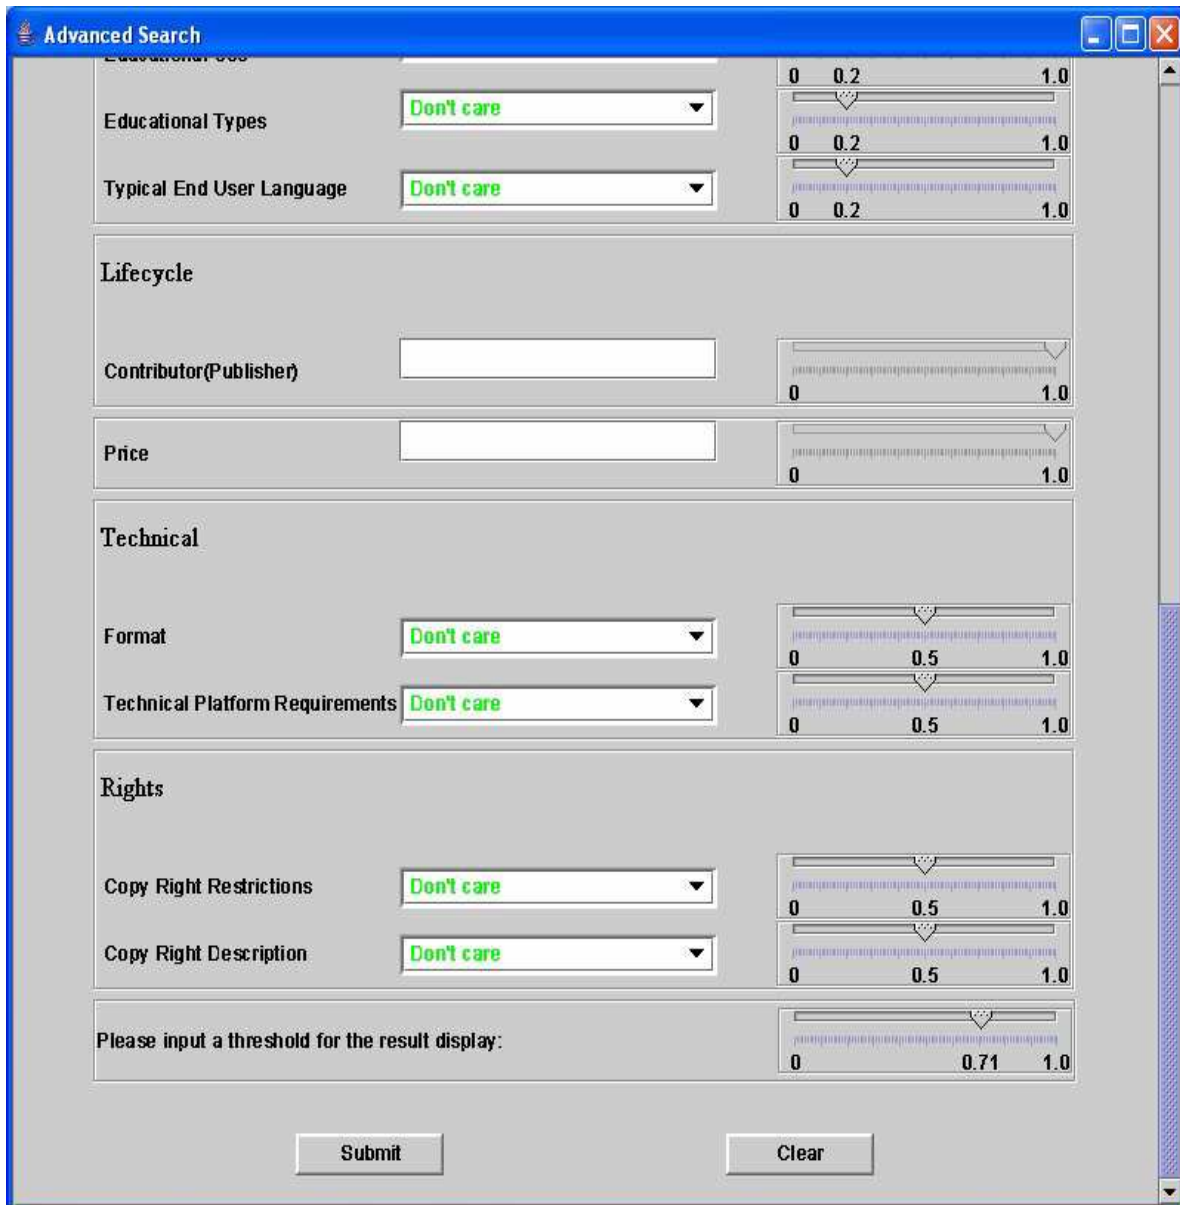 Advanced Search
0 0.2 1.0
Educational Types Don't care
0 0.2 1.0
Typical End User Language Don't care
0 0.2 1.0
Lifecycle
Contributor(Publisher)
0 1.0
Price
0 1.0
Technical
Format Don't care
0 0.5 1.0
Technical Platform Requirements Don't care
0 0.5 1.0
Rights
Copy Right Restrictions Don't care
0 0.5 1.0
Copy Right Description Don't care
0 0.5 1.0
Please input a threshold for the result display:
0 0.71 1.0
Submit Clear